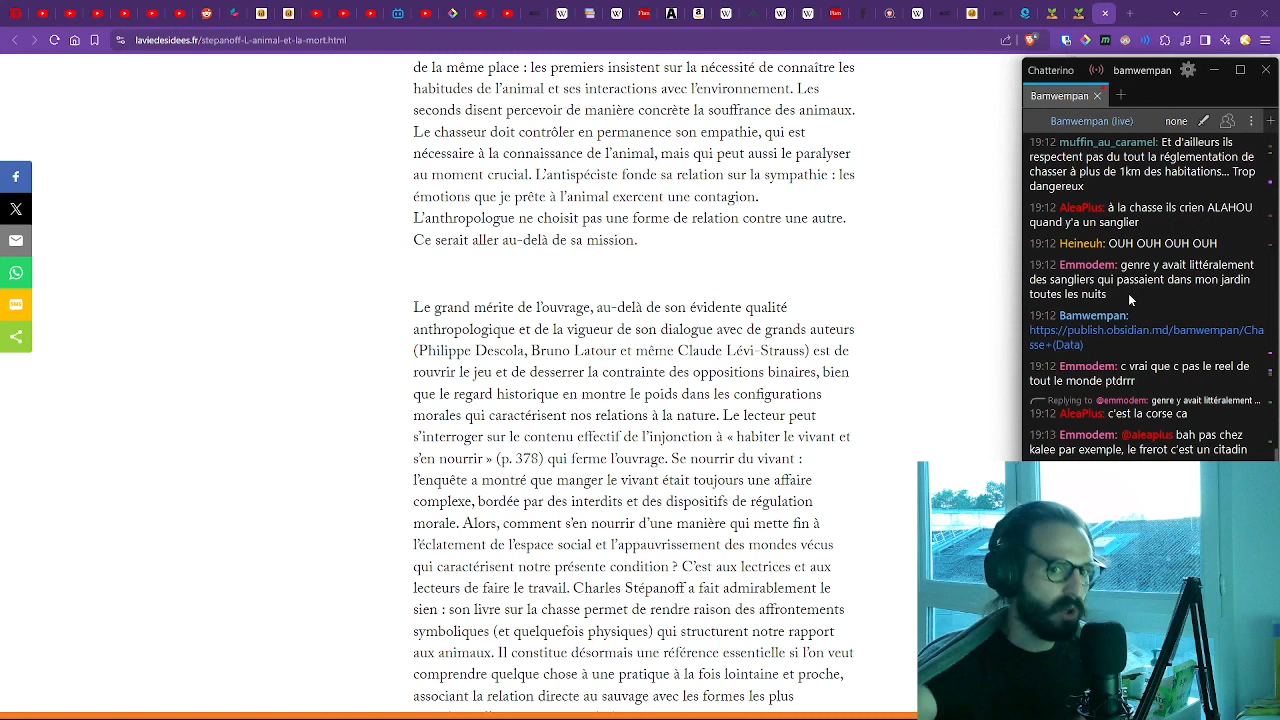 laviedesidees.fr/stepanoff-L-animal-et-la-mort.html
de la même place : les premiers insistent sur la nécessité de connaître les
habitudes de l'animal et ses interactions avec l'environnement. Les
seconds disent percevoir de manière concrète la souffrance des animaux.
Le chasseur doit contrôler en permanence son empathie, qui est
nécessaire à la connaissance de l'animal, mais qui peut aussi le paralyser
au moment crucial. L'antispéciste fonde sa relation sur la sympathie : les
émotions que je prête à l'animal exercent une contagion.
L'anthropologue ne choisit pas une forme de relation contre une autre.
Ce serait aller au-delà de sa mission.
Le grand mérite de l'ouvrage, au-delà de son évidente qualité
anthropologique et de la vigueur de son dialogue avec de grands auteurs
(Philippe Descola, Bruno Latour et même Claude Lévi-Strauss) est de
rouvrir le jeu et de desserrer la contrainte des oppositions binaires, bien
que le regard historique en montre le poids dans les configurations
morales qui caractérisent nos relations à la nature. Le lecteur peut
s'interroger sur le contenu effectif de l'injonction à « habiter le vivant et
s'en nourrir » (p. 378) qui ferme l'ouvrage. Se nourrir du vivant :
l'enquête a montré que manger le vivant était toujours une affaire
complexe, bordée par des interdits et des dispositifs de régulation
morale. Alors, comment s'en nourrir d'une manière qui mette fin à
l'éclatement de l'espace social et l'appauvrissement des mondes vécus
qui caractérisent notre présente condition ? C'est aux lectrices et aux
lecteurs de faire le travail. Charles Stépanoff a fait admirablement le
sien : son livre sur la chasse permet de rendre raison des affrontements
symboliques (et quelquefois physiques) qui structurent notre rapport
aux animaux. Il constitue désormais une référence essentielle si l'on veut
comprendre quelque chose à une pratique à la fois lointaine et proche,
associant la relation directe au sauvage avec les formes les plus
SMS
Chatterino bamwempan
Bamwempan
Bamwempan (live) none
19:12 muffin_au_caramel: Et d'ailleurs ils
respectent pas du tout la réglementation de
chasser à plus de 1km des habitations... Trop
dangereux
19:12 AleaPlus: à la chasse ils crien ALAHOU
quand y'a un sanglier
19:12 Heineuh: OUH OUH OUH OUH
19:12 Emmodem: genre y avait littéralement
des sangliers qui passaient dans mon jardin
toutes les nuits
19:12 Bamwempan:
https://publish.obsidian.md/bamwempan/Cha
sse+(Data)
19:12 Emmodem: c vrai que c pas le reel de
tout le monde ptdrrr
Replying to @emmodem: genre y avait littéralement ...
19:12 AleaPlus: c'est la corse ca
19:13 Emmodem: @aleaplus bah pas chez
kalee par exemple, le frerot c'est un citadin